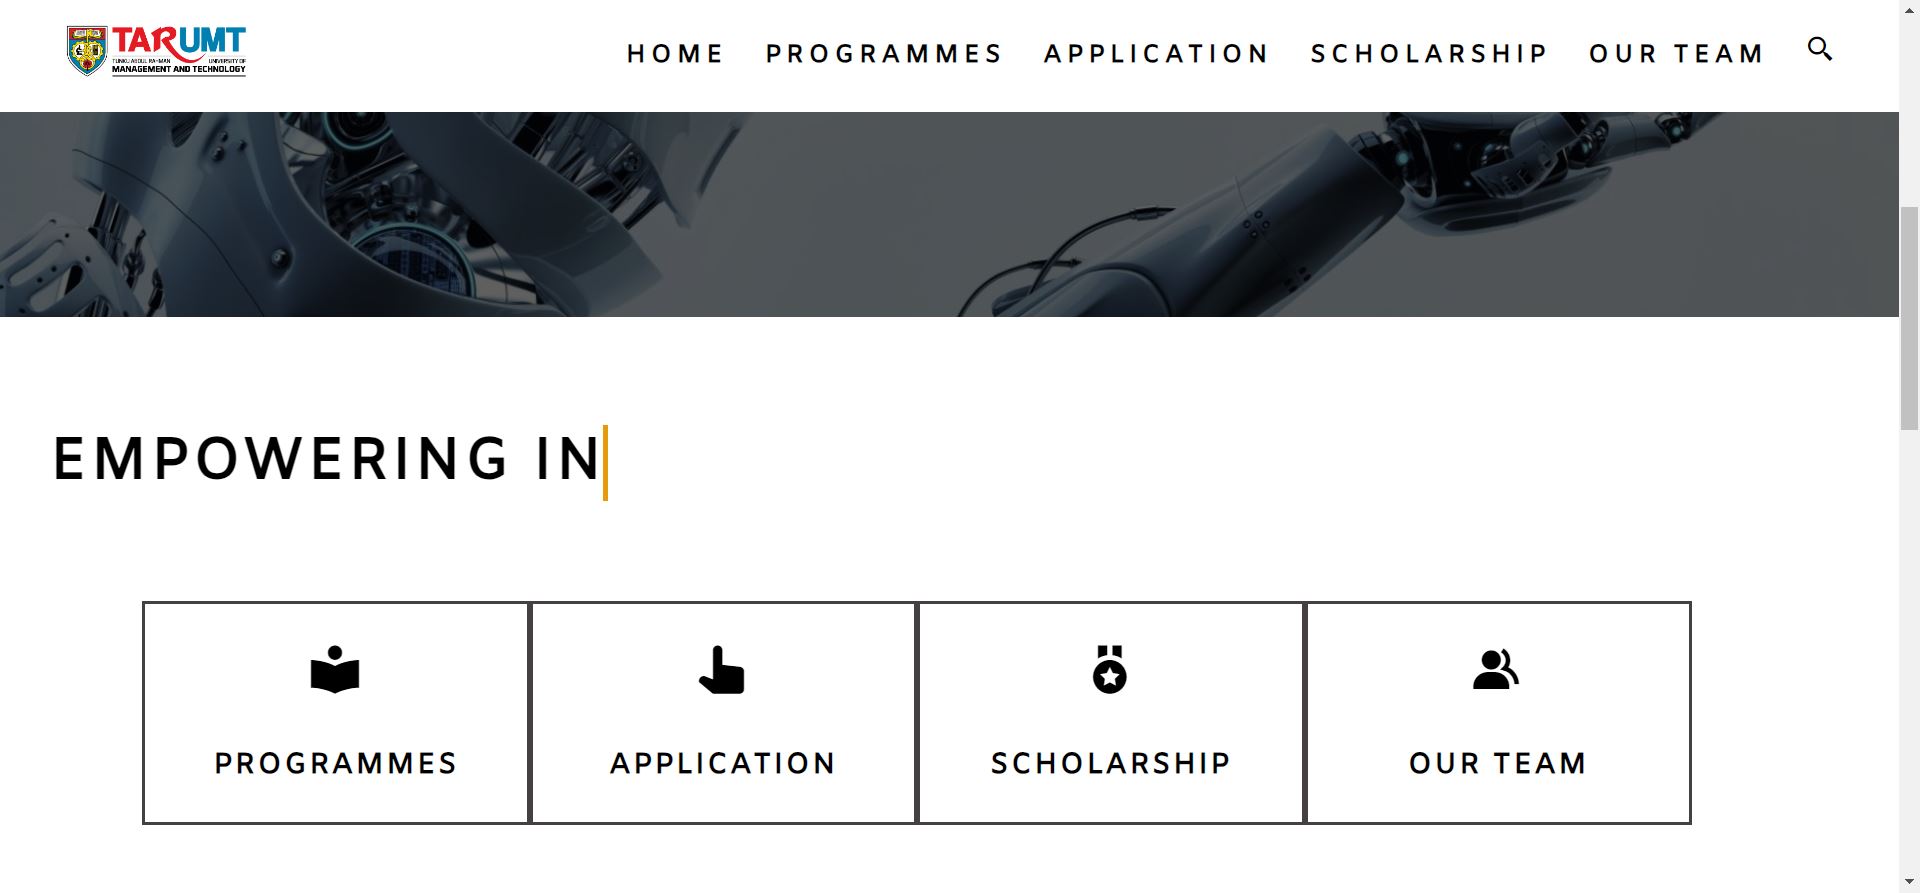 TARUMT
TUNKU ABDUL RAHMAN UNIVERSITY OF
MANAGEMENT AND TECHNOLOGY
HOME PROGRAMMES APPLICATION SCHOLARSHIP OUR TEAM
EMPOWERING IN
PROGRAMMES APPLICATION SCHOLARSHIP OUR TEAM